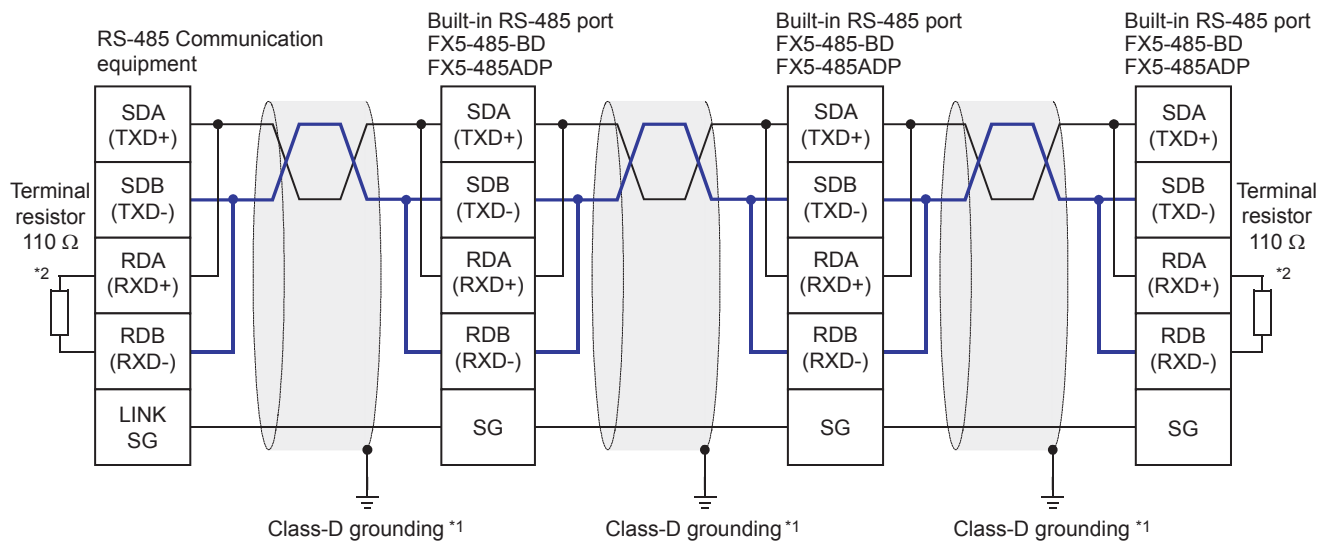 RS-485 Communication
equipment
Built-in RS-485 port
FX5-485-BD
FX5-485ADP
Built-in RS-485 port
FX5-485-BD
FX5-485ADP
Built-in RS-485 port
FX5-485-BD
FX5-485ADP
Terminal
resistor
110 Ω
*2
SDA
(TXD+)
SDB
(TXD-)
RDA
(RXD+)
RDB
(RXD-)
LINK
SG
SDA
(TXD+)
SDB
(TXD-)
RDA
(RXD+)
RDB
(RXD-)
SG
SDA
(TXD+)
SDB
(TXD-)
RDA
(RXD+)
RDB
(RXD-)
SG
SDA
(TXD+)
SDB
(TXD-)
RDA
(RXD+)
RDB
(RXD-)
SG
Terminal
resistor
110 Ω
*2
Class-D grounding *1
Class-D grounding *1
Class-D grounding *1